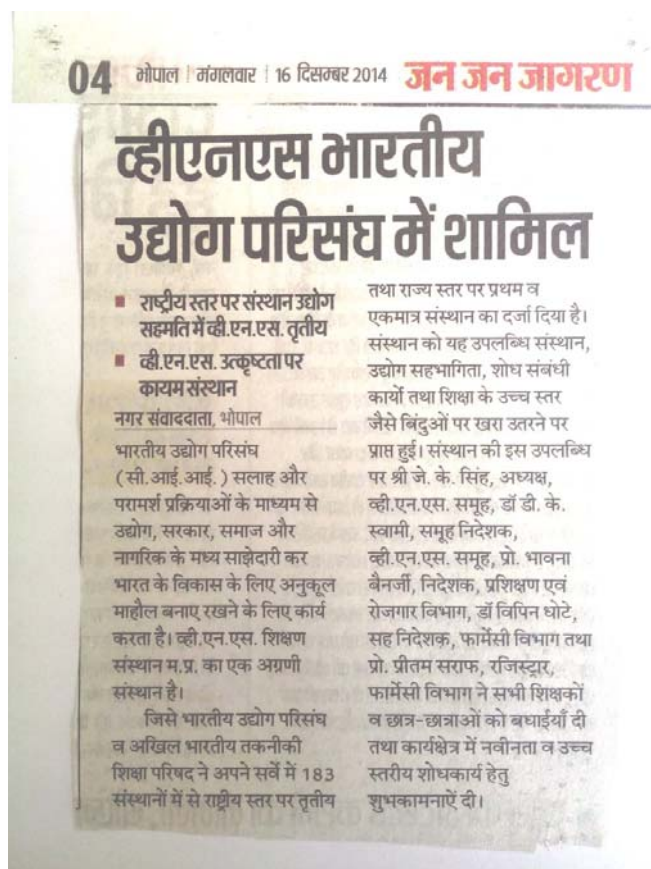 04 भोपाल | मंगलवार | 16 दिसम्बर 2014 जन जन जागरण
व्हीएनएस भारतीय
उद्योग परिसंघ में शामिल
राष्ट्रीय स्तर पर संस्थान उद्योग
सहमति में व्ही.एन.एस. तृतीय
व्ही.एन.एस. उत्कृष्टता पर
कायम संस्थान
नगर संवाददाता, भोपाल
भारतीय उद्योग परिसंघ
(सी.आई.आई.) सलाह और
परामर्श प्रक्रियाओं के माध्यम से
उद्योग, सरकार, समाज और
नागरिक के मध्य साझेदारी कर
भारत के विकास के लिए अनुकूल
माहौल बनाए रखने के लिए कार्य
करता है। व्ही.एन.एस. शिक्षण
संस्थान म.प्र. का एक अग्रणी
संस्थान है।
जिसे भारतीय उद्योग परिसंघ
व अखिल भारतीय तकनीकी
शिक्षा परिषद ने अपने सर्वे में 183
संस्थानों में से राष्ट्रीय स्तर पर तृतीय
तथा राज्य स्तर पर प्रथम व
एकमात्र संस्थान का दर्जा दिया है।
संस्थान को यह उपलब्धि संस्थान,
उद्योग सहभागिता, शोध संबंधी
कार्यो तथा शिक्षा के उच्च स्तर
जैसे बिंदुओं पर खरा उतरने पर
प्राप्त हुई। संस्थान की इस उपलब्धि
पर श्री जे. के. सिंह, अध्यक्ष,
व्ही.एन.एस. समूह, डॉ डी. के.
स्वामी, समूह निदेशक,
व्ही.एन.एस. समूह, प्रो. भावना
बैनर्जी, निदेशक, प्रशिक्षण एवं
रोजगार विभाग, डॉ विपिन धोटे,
सह निदेशक, फार्मेसी विभाग तथा
प्रो. प्रीतम सराफ, रजिस्ट्रार,
फार्मेसी विभाग ने सभी शिक्षकों
व छात्र-छात्राओं को बधाईयाँ दी
तथा कार्यक्षेत्र में नवीनता व उच्च
स्तरीय शोधकार्य हेतु
शुभकामनाऐं दी।